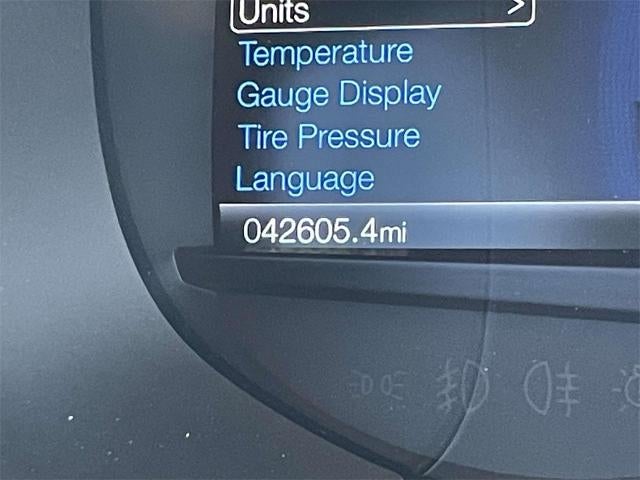 Units >
Temperature
Gauge Display
Tire Pressure
Language
042605.4mi